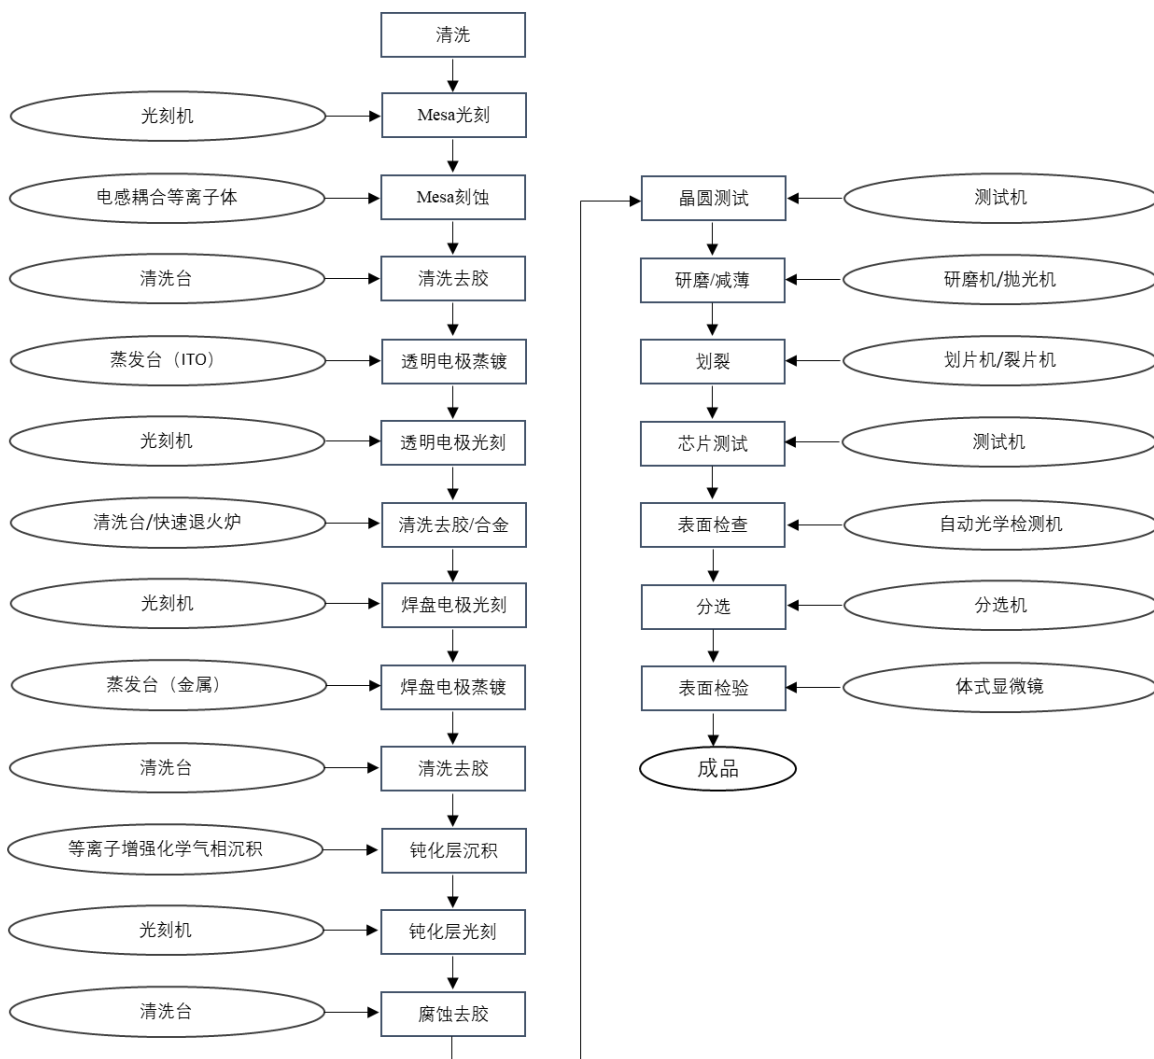 清洗
光刻机
Mesa光刻
电感耦合等离子体
Mesa刻蚀
清洗台
清洗去胶
蒸发台（ITO）
透明电极蒸镀
光刻机
透明电极光刻
清洗台/快速退火炉
清洗去胶/合金
光刻机
焊盘电极光刻
蒸发台（金属）
焊盘电极蒸镀
清洗台
清洗去胶
等离子增强化学气相沉积
钝化层沉积
光刻机
钝化层光刻
清洗台
腐蚀去胶
晶圆测试
测试机
研磨/减薄
研磨机/抛光机
划裂
划片机/裂片机
芯片测试
测试机
表面检查
自动光学检测机
分选
分选机
表面检验
体式显微镜
成品